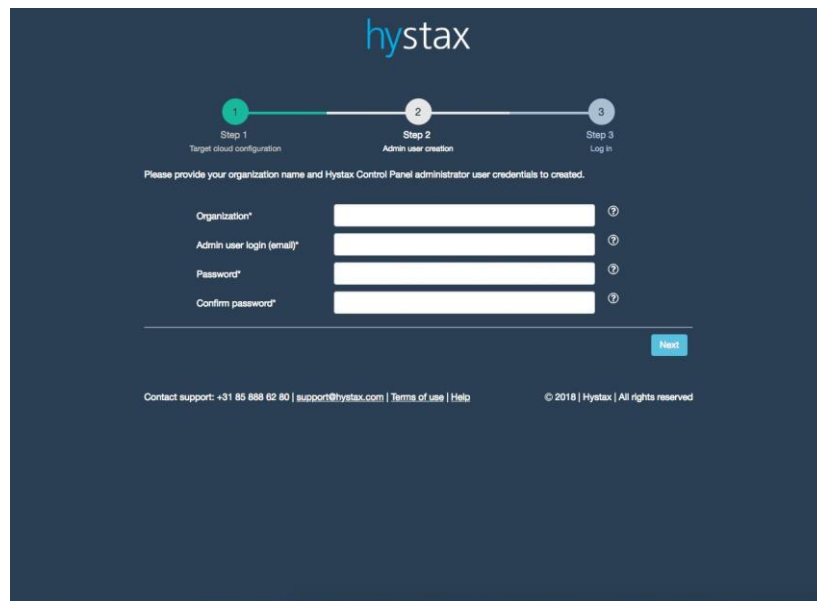 hystax
1 2 3
Step 1 Step 2 Step 3
Target cloud configuration Admin user creation Log in
Please provide your organization name and Hystax Control Panel administrator user credentials to created.
Organization* ?
Admin user login (email)* ?
Password* ?
Confirm password* ?
Next
Contact support: +31 85 888 62 80 | support@hystax.com | Terms of use | Help © 2018 | Hystax | All rights reserved